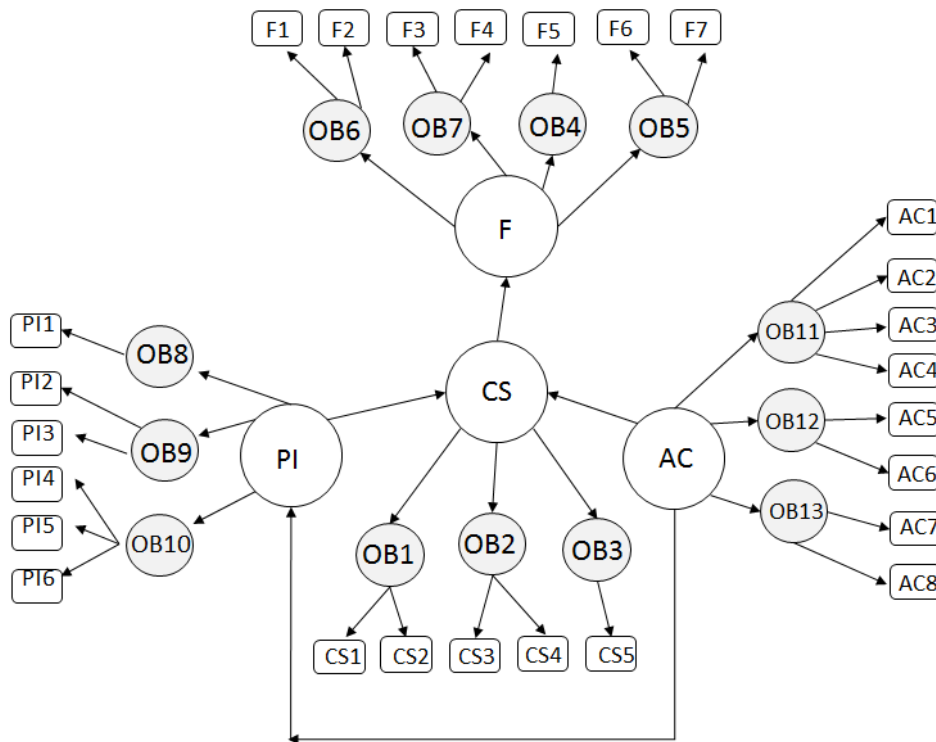 F1 F2 F3 F4 F5 F6 F7
OB6 OB7 OB4 OB5
F
AC1
AC2
AC3
AC4
OB11
PI1
OB8
PI2
OB9
PI3
PI
PI4
PI5
OB10
PI6
CS
AC
OB12
AC5
AC6
OB13
AC7
AC8
OB1 OB2 OB3
CS1 CS2 CS3 CS4 CS5